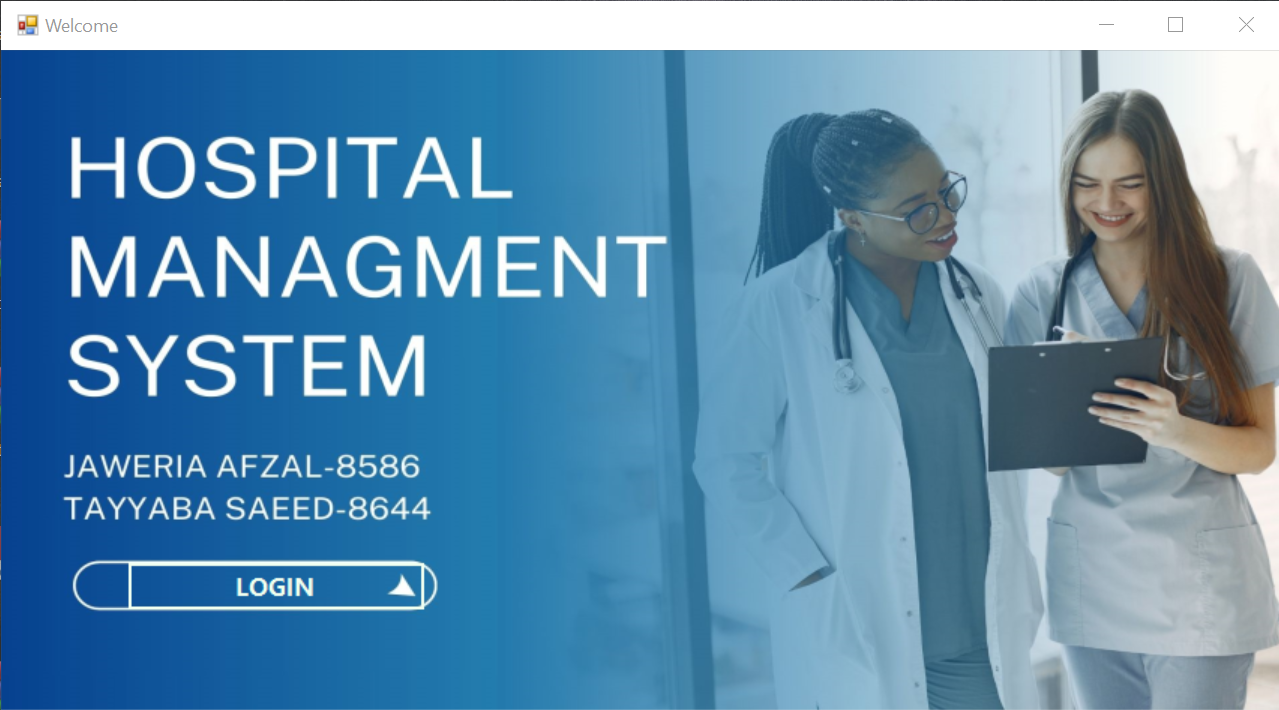 Welcome
HOSPITAL
MANAGMENT
SYSTEM
JAWERIA AFZAL-8586
TAYYABA SAEED-8644
LOGIN